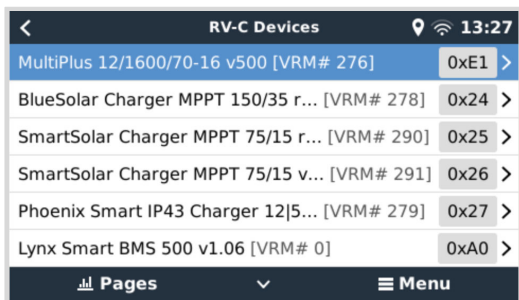 RV-C Devices 13:27
MultiPlus 12/1600/70-16 v500 [VRM# 276] 0xE1
BlueSolar Charger MPPT 150/35 r... [VRM# 278] 0x24
SmartSolar Charger MPPT 75/15 r... [VRM# 290] 0x25
SmartSolar Charger MPPT 75/15 v... [VRM# 291] 0x26
Phoenix Smart IP43 Charger 12|5... [VRM# 279] 0x27
Lynx Smart BMS 500 v1.06 [VRM# 0] 0xA0
Pages Menu